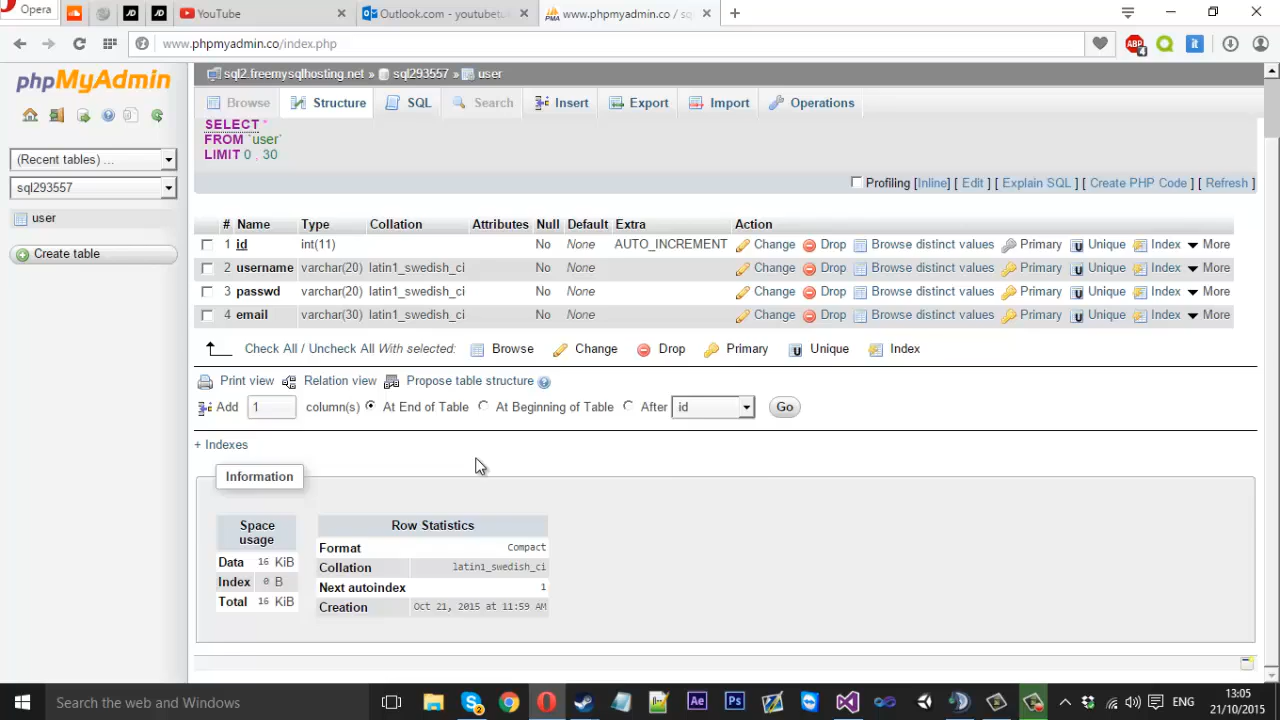 Opera
YouTube
Outlook.com - youtubetu
www.phpmyadmin.co / sq
www.phpmyadmin.co/index.php
phpMyAdmin
sql2.freemysqlhosting.net » sql293557 » user
Browse Structure SQL Search Insert Export Import Operations
SELECT *
FROM `user`
LIMIT 0 , 30
(Recent tables) ...
sql293557
user
Create table
Profiling [Inline] [ Edit ] [ Explain SQL ] [ Create PHP Code ] [ Refresh ]
# Name Type Collation Attributes Null Default Extra Action
1 id int(11) No None AUTO_INCREMENT Change Drop Browse distinct values Primary Unique Index More
2 username varchar(20) latin1_swedish_ci No None Change Drop Browse distinct values Primary Unique Index More
3 passwd varchar(20) latin1_swedish_ci No None Change Drop Browse distinct values Primary Unique Index More
4 email varchar(30) latin1_swedish_ci No None Change Drop Browse distinct values Primary Unique Index More
Check All / Uncheck All With selected: Browse Change Drop Primary Unique Index
Print view Relation view Propose table structure
Add 1 column(s) At End of Table At Beginning of Table After id Go
+ Indexes
Information
Space usage
Data 16 KiB
Index 0 B
Total 16 KiB
Row Statistics
Format Compact
Collation latin1_swedish_ci
Next autoindex 1
Creation Oct 21, 2015 at 11:59 AM
Search the web and Windows
ENG
13:05
21/10/2015